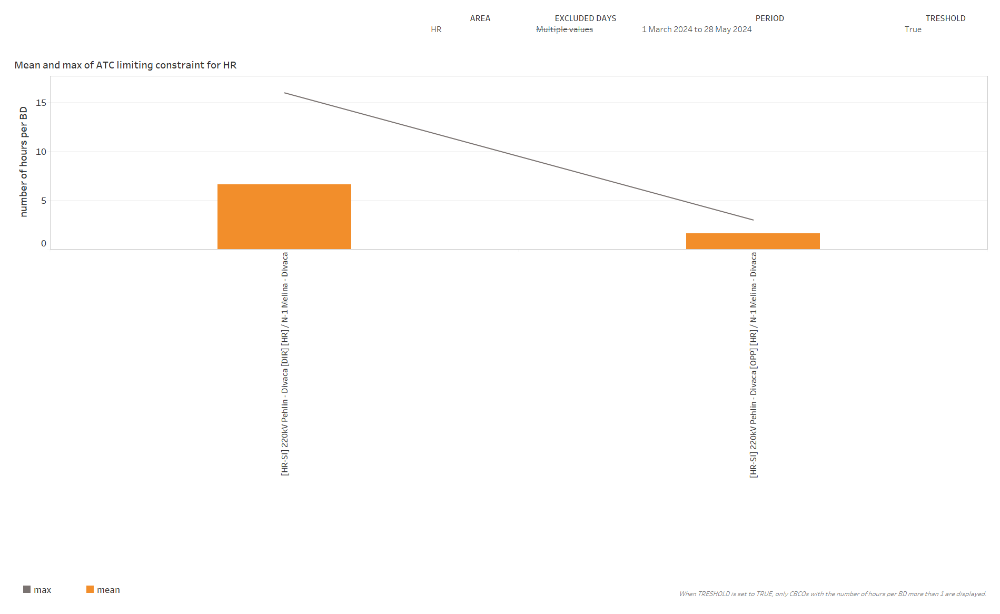 AREA EXCLUDED DAYS PERIOD TRESHOLD
HR Multiple values 1 March 2024 to 28 May 2024 True
Mean and max of ATC limiting constraint for HR
number of hours per BD
15
10
5
0
[HR-SI] 220kV Pehlin - Divaca [DIR] [HR] / N-1 Melina - Divaca
[HR-SI] 220kV Pehlin - Divaca [OPP] [HR] / N-1 Melina - Divaca
max mean
When TRESHOLD is set to TRUE, only CBCOs with the number of hours per BD more than 1 are displayed.